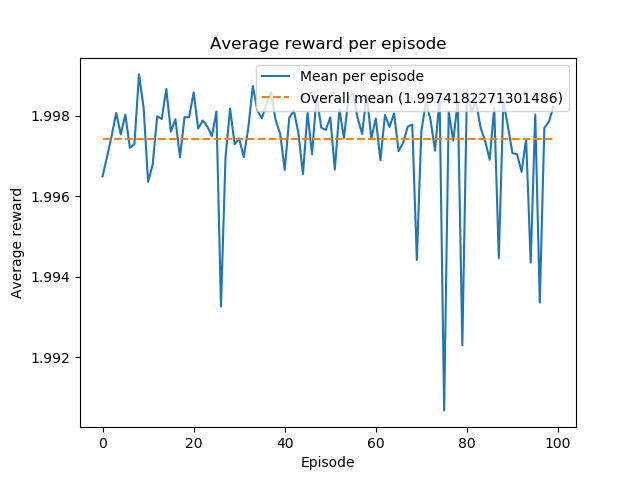 Average reward per episode
Mean per episode
Overall mean (1.9974182271301486)
Average reward
1.998
1.996
1.994
1.992
0 20 40 60 80 100
Episode